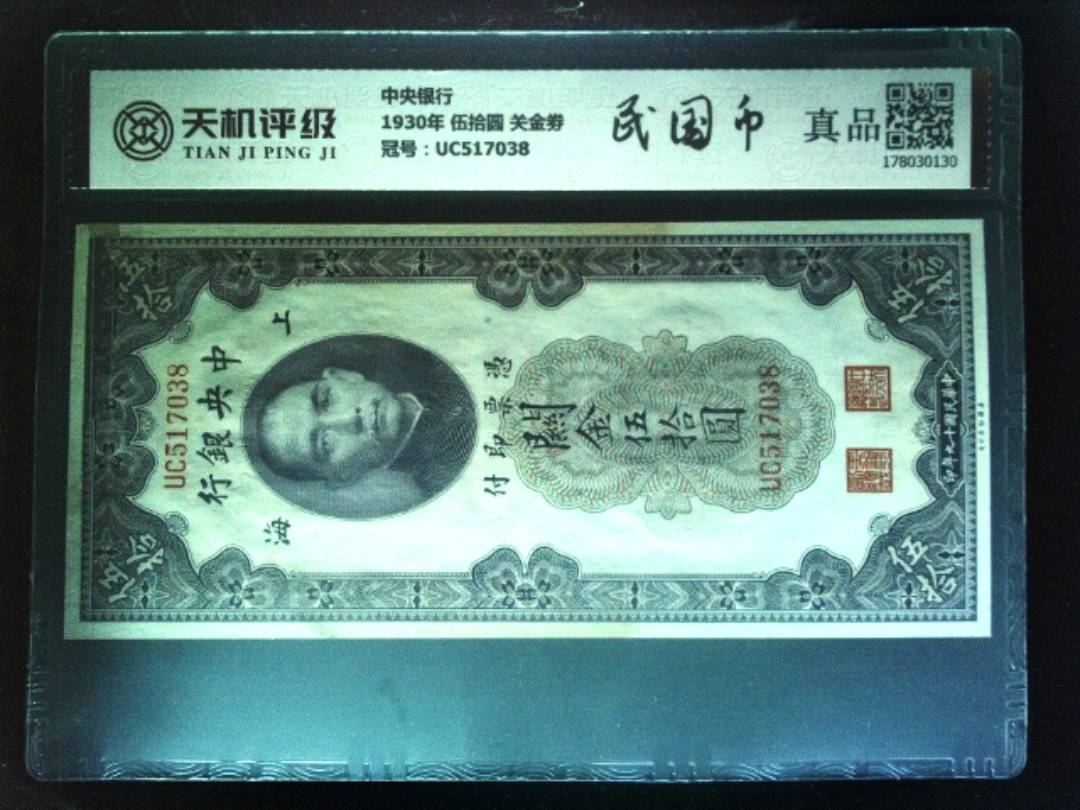 天机评级
TIAN JI PING JI
中央银行
1930年 伍拾圆 关金券
冠号：UC517038
民国币
真品
178030130
伍拾
伍拾
UC517038
中央銀行
上海
憑票即付
關金伍拾圓
UC517038
伍拾
伍拾